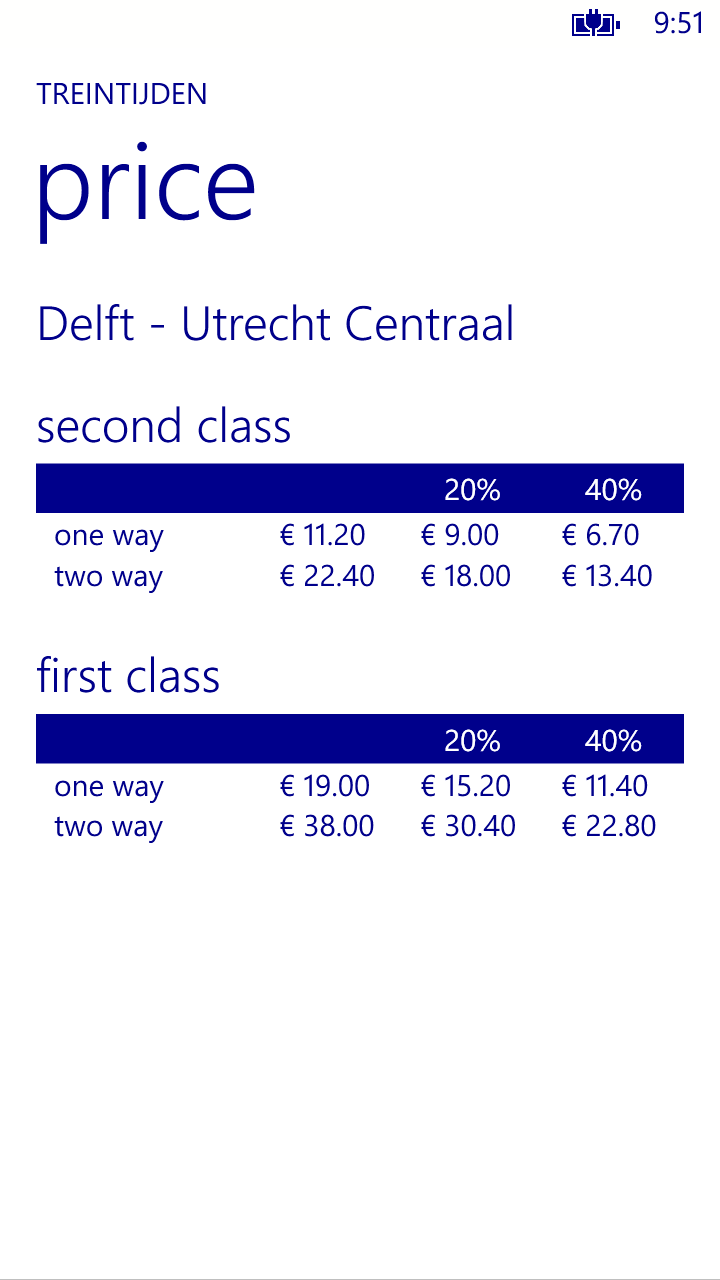 9:51
TREINTIJDEN
price
Delft - Utrecht Centraal
second class
20% 40%
one way € 11.20 € 9.00 € 6.70
two way € 22.40 € 18.00 € 13.40
first class
20% 40%
one way € 19.00 € 15.20 € 11.40
two way € 38.00 € 30.40 € 22.80